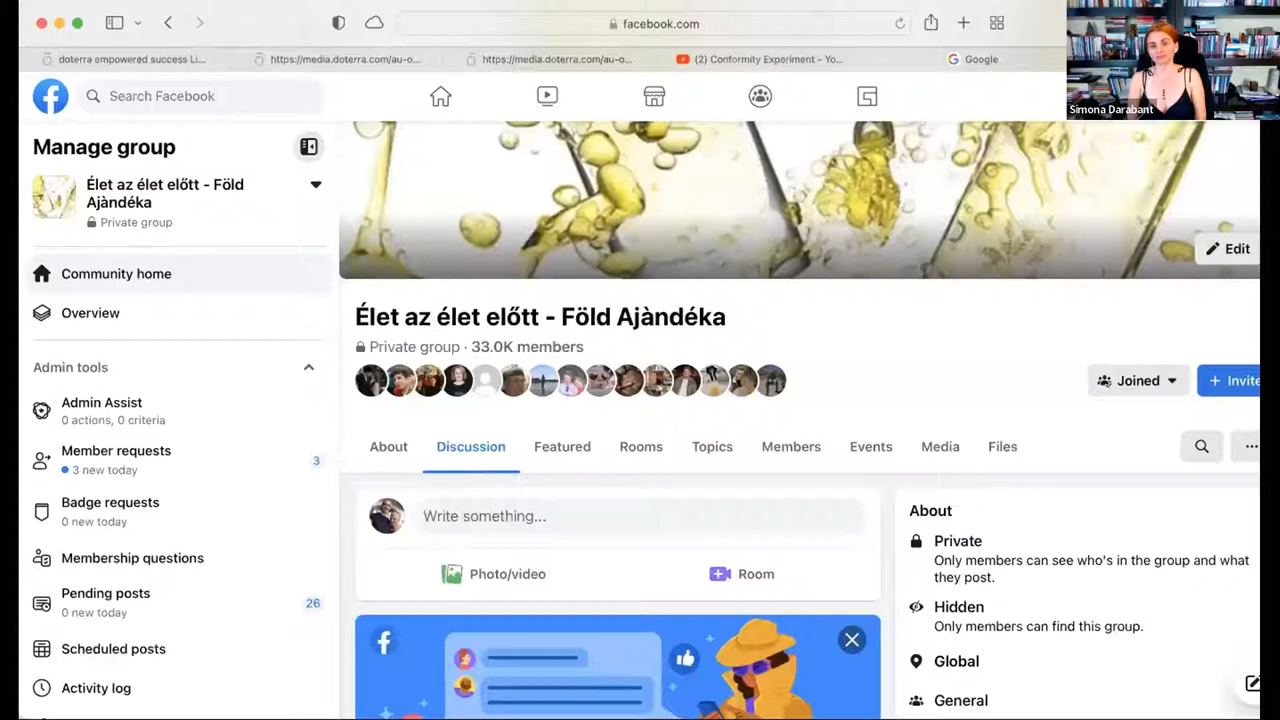 facebook.com
doterra empowered success Li...
https://media.doterra.com/au-o...
https://media.doterra.com/au-o...
(2) Conformity Experiment - Yo...
Google
Search Facebook
Simona Darabant
Manage group
Élet az élet előtt - Föld
Ajàndéka
Private group
Community home
Overview
Admin tools
Admin Assist
0 actions, 0 criteria
Member requests
3 new today
3
Badge requests
0 new today
Membership questions
Pending posts
0 new today
26
Scheduled posts
Activity log
Edit
Élet az élet előtt - Föld Ajàndéka
Private group · 33.0K members
Joined
+ Invite
About
Discussion
Featured
Rooms
Topics
Members
Events
Media
Files
Write something...
Photo/video
Room
About
Private
Only members can see who's in the group and what
they post.
Hidden
Only members can find this group.
Global
General